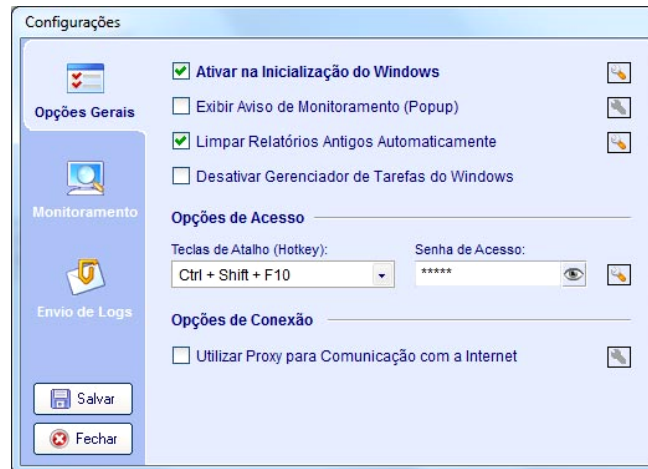 Configurações
Opções Gerais
Monitoramento
Envio de Logs
Salvar
Fechar
Ativar na Inicialização do Windows
Exibir Aviso de Monitoramento (Popup)
Limpar Relatórios Antigos Automaticamente
Desativar Gerenciador de Tarefas do Windows
Opções de Acesso
Teclas de Atalho (Hotkey):
Senha de Acesso:
Ctrl + Shift + F10
*****
Opções de Conexão
Utilizar Proxy para Comunicação com a Internet